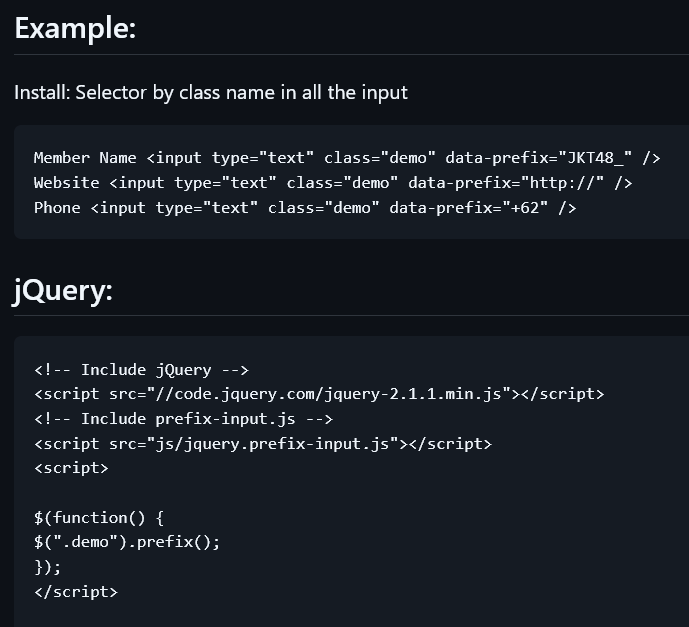 Example:
Install: Selector by class name in all the input
Member Name <input type="text" class="demo" data-prefix="JKT48_" />
Website <input type="text" class="demo" data-prefix="http://" />
Phone <input type="text" class="demo" data-prefix="+62" />
jQuery:
<!-- Include jQuery -->
<script src="//code.jquery.com/jquery-2.1.1.min.js"></script>
<!-- Include prefix-input.js -->
<script src="js/jquery.prefix-input.js"></script>
<script>
$(function() {
$(".demo").prefix();
});
</script>